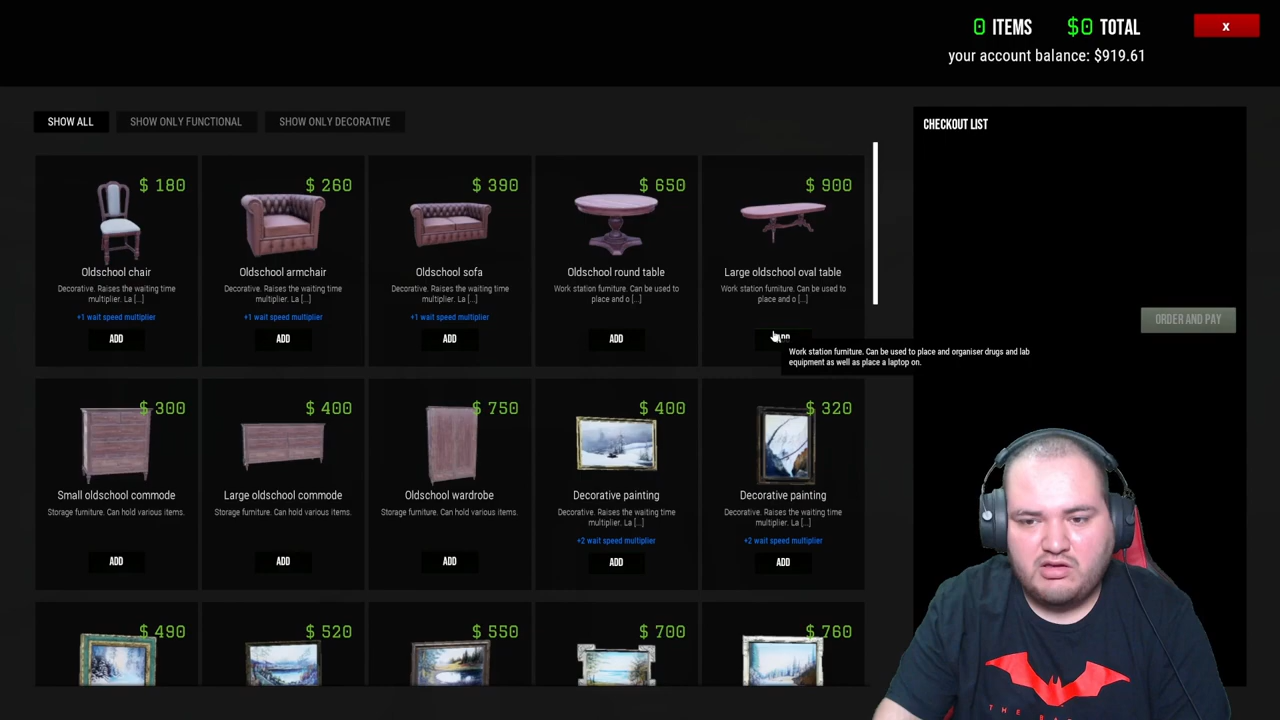 0 ITEMS $0 TOTAL
X
your account balance: $919.61
SHOW ALL
SHOW ONLY FUNCTIONAL
SHOW ONLY DECORATIVE
CHECKOUT LIST
$ 180
Oldschool chair
Decorative. Raises the waiting time
multiplier. La [...]
+1 wait speed multiplier
ADD
$ 260
Oldschool armchair
Decorative. Raises the waiting time
multiplier. La [...]
+1 wait speed multiplier
ADD
$ 390
Oldschool sofa
Decorative. Raises the waiting time
multiplier. La [...]
+1 wait speed multiplier
ADD
$ 650
Oldschool round table
Work station furniture. Can be used to
place and o [...]
ADD
$ 900
Large oldschool oval table
Work station furniture. Can be used to
place and o [...]
Work station furniture. Can be used to place and organiser drugs and lab
equipment as well as place a laptop on.
ORDER AND PAY
$ 300
Small oldschool commode
Storage furniture. Can hold various items.
ADD
$ 400
Large oldschool commode
Storage furniture. Can hold various items.
ADD
$ 750
Oldschool wardrobe
Storage furniture. Can hold various items.
ADD
$ 400
Decorative painting
Decorative. Raises the waiting time
multiplier. La [...]
+2 wait speed multiplier
ADD
$ 320
Decorative painting
Decorative. Raises the waiting time
multiplier. La [...]
+2 wait speed multiplier
ADD
$ 490
$ 520
$ 550
$ 700
$ 760
THE